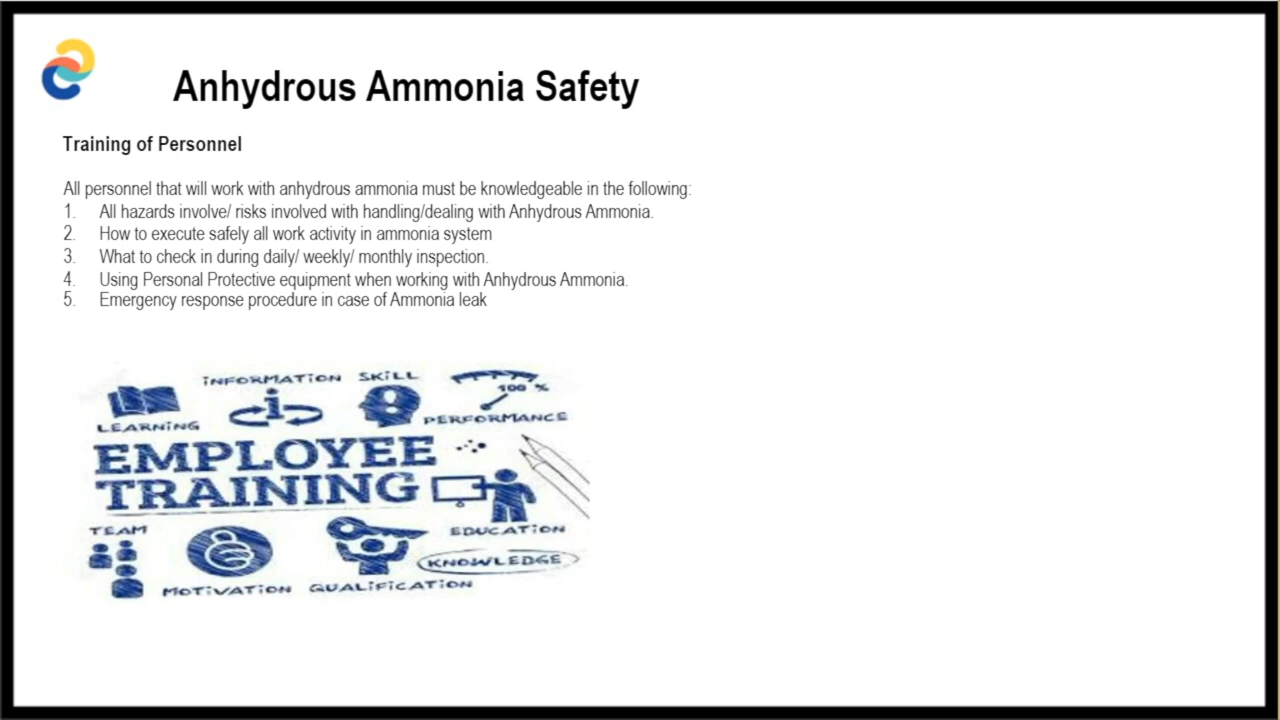 Anhydrous Ammonia Safety
Training of Personnel
All personnel that will work with anhydrous ammonia must be knowledgeable in the following:
1. All hazards involve/ risks involved with handling/dealing with Anhydrous Ammonia.
2. How to execute safely all work activity in ammonia system
3. What to check in during daily/ weekly/ monthly inspection.
4. Using Personal Protective equipment when working with Anhydrous Ammonia.
5. Emergency response procedure in case of Ammonia leak
INFORMATION SKILL
100 %
LEARNING
PERFORMANCE
EMPLOYEE
TRAINING
TEAM
EDUCATION
KNOWLEDGE
MOTIVATION QUALIFICATION